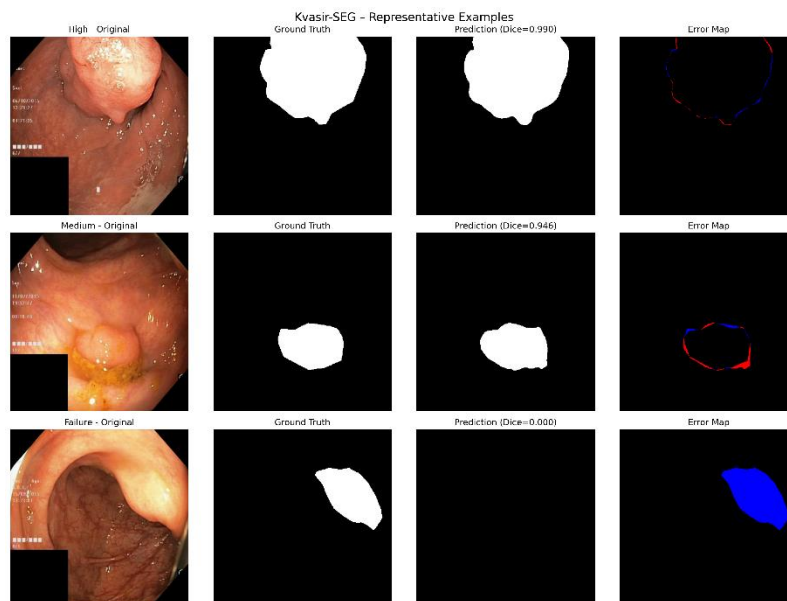 Kvasir-SEG – Representative Examples
High - Original
Ground Truth
Prediction (Dice=0.990)
Error Map
Medium - Original
Ground Truth
Prediction (Dice=0.946)
Error Map
Failure - Original
Ground Truth
Prediction (Dice=0.000)
Error Map